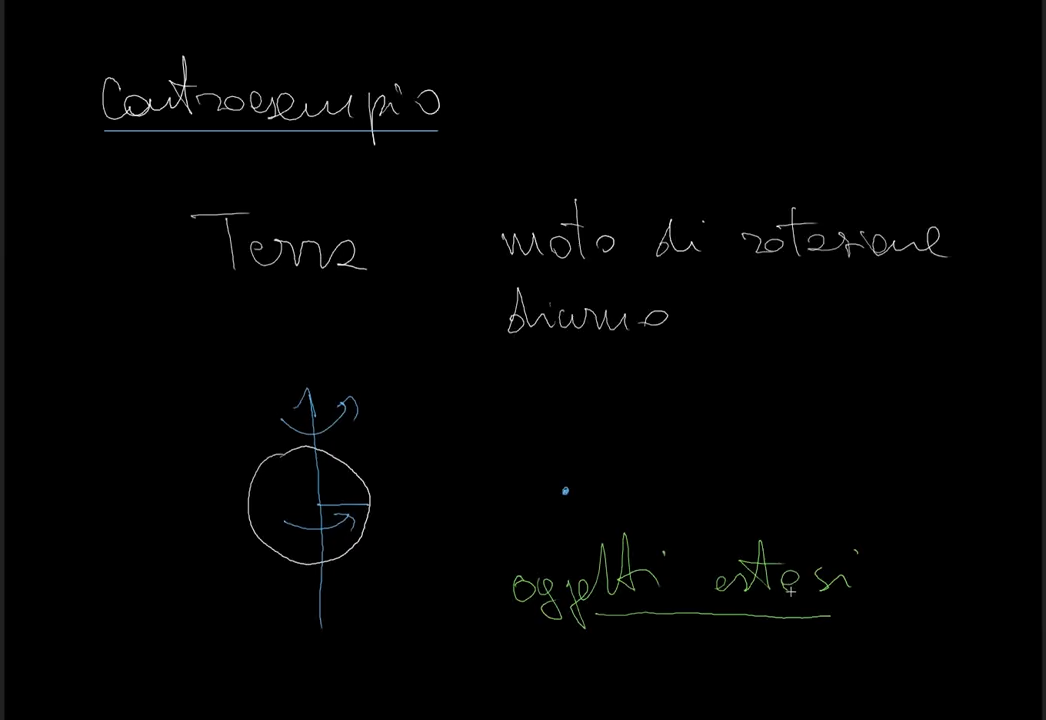 Controesempio
Terra moto di rotazione
diurno
oggetti estesi